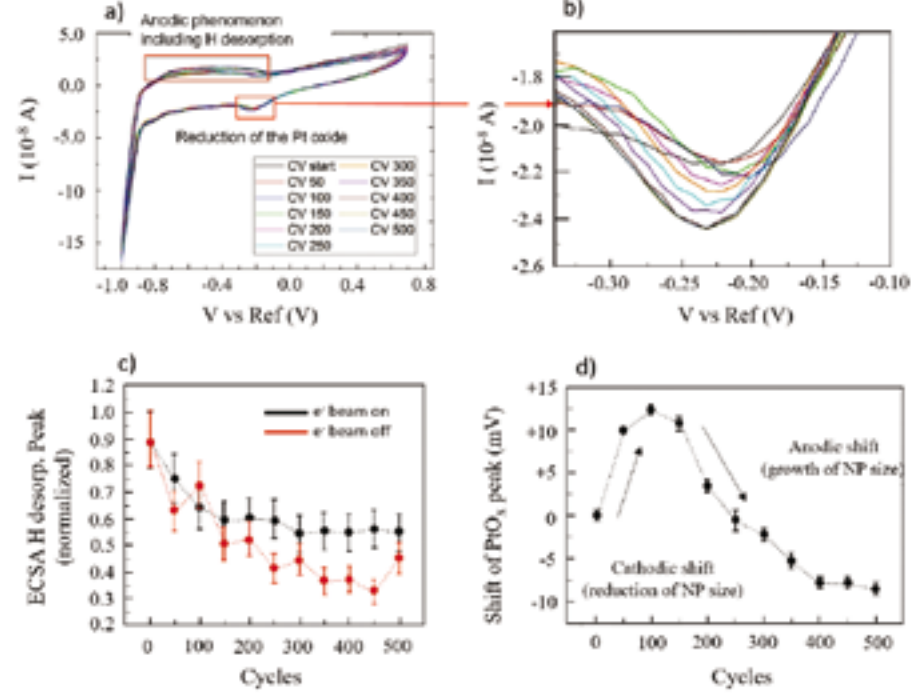 a)
Anodic phenomenon
including H desorption
5.0
0.0
-5.0
-10
-15
I (10⁻⁸ A)
Reduction of the Pt oxide
CV start
CV 50
CV 100
CV 150
CV 200
CV 250
CV 300
CV 350
CV 400
CV 450
CV 500
-1.0 -0.8 -0.4 0.0 0.4 0.8
V vs Ref (V)
b)
-1.8
-2.0
-2.2
-2.4
-2.6
I (10⁻⁸ A)
-0.30 -0.25 -0.20 -0.15 -0.10
V vs Ref (V)
c)
1.2
1.1
1.0
0.9
0.8
0.6
0.5
0.4
0.3
0.2
ECSA H desorp. Peak
(normalized)
e⁻ beam on
e⁻ beam off
0 100 200 300 400 500
Cycles
d)
+15
+10
+5
0
-5
-10
Shift of PtOₓ peak (mV)
Anodic shift
(growth of NP size)
Cathodic shift
(reduction of NP size)
0 100 200 300 400 500
Cycles